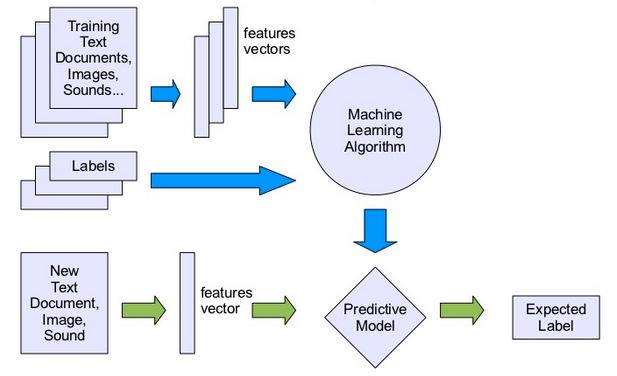 Training
Text
Documents,
Images,
Sounds...
features
vectors
Machine
Learning
Algorithm
Labels
New
Text
Document,
Image,
Sound
features
vector
Predictive
Model
Expected
Label